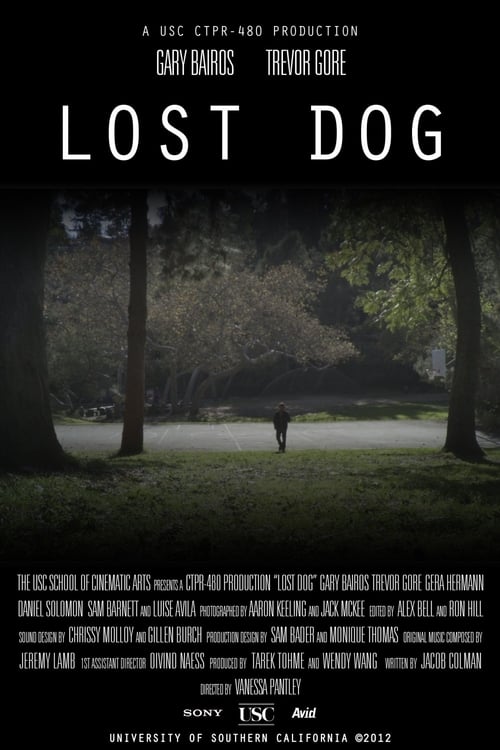 A USC CTPR-480 PRODUCTION
GARY BAIROS TREVOR GORE
LOST DOG
THE USC SCHOOL OF CINEMATIC ARTS PRESENTS A CTPR-480 PRODUCTION "LOST DOG" GARY BAIROS TREVOR GORE GERA HERMANN
DANIEL SOLOMON SAM BARNETT AND LUISE AVILA PHOTOGRAPHED BY AARON KEELING AND JACK MCKEE EDITED BY ALEX BELL AND RON HILL
SOUND DESIGN BY CHRISSY MOLLOY AND GILLEN BURCH PRODUCTION DESIGN BY SAM BADER AND MONIQUE THOMAS ORIGINAL MUSIC COMPOSED BY
JEREMY LAMB 1ST ASSISTANT DIRECTOR OIVIND NAESS PRODUCED BY TAREK TOHME AND WENDY WANG WRITTEN BY JACOB COLMAN
DIRECTED BY VANESSA PANTLEY
SONY USC Avid
UNIVERSITY OF SOUTHERN CALIFORNIA ©2012